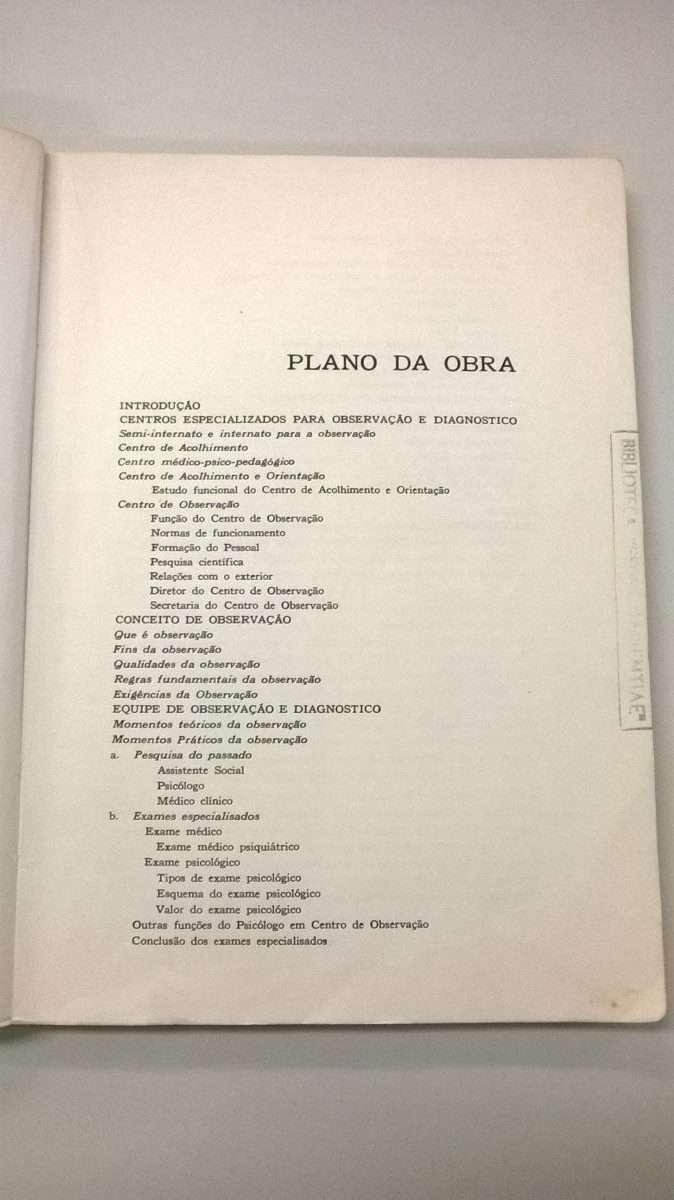 PLANO DA OBRA
INTRODUÇÃO
CENTROS ESPECIALIZADOS PARA OBSERVAÇÃO E DIAGNOSTICO
Semi-internato e internato para a observação
Centro de Acolhimento
Centro médico-psico-pedagógico
Centro de Acolhimento e Orientação
Estudo funcional do Centro de Acolhimento e Orientação
Centro de Observação
Função do Centro de Observação
Normas de funcionamento
Formação do Pessoal
Pesquisa científica
Relações com o exterior
Diretor do Centro de Observação
Secretaria do Centro de Observação
CONCEITO DE OBSERVAÇÃO
Que é observação
Fins da observação
Qualidades da observação
Regras fundamentais da observação
Exigências da Observação
EQUIPE DE OBSERVAÇÃO E DIAGNOSTICO
Momentos teóricos da observação
Momentos Práticos da observação
a. Pesquisa do passado
Assistente Social
Psicólogo
Médico clínico
b. Exames especialisados
Exame médico
Exame médico psiquiátrico
Exame psicológico
Tipos de exame psicológico
Esquema do exame psicológico
Valor do exame psicológico
Outras funções do Psicólogo em Centro de Observação
Conclusão dos exames especialisados
BIBLIOTECA